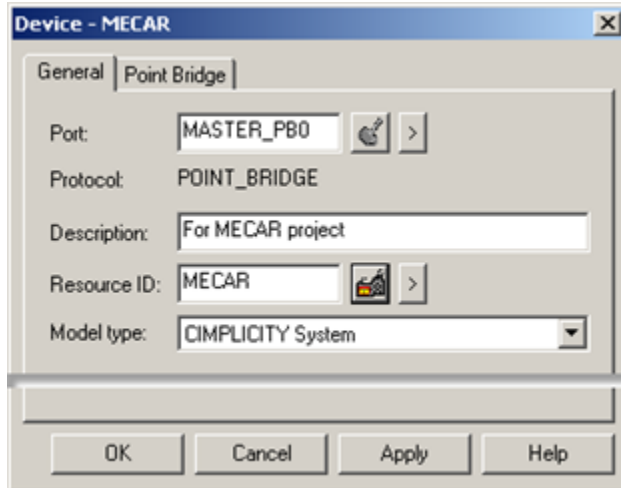 Device - MECAR
General Point Bridge
Port: MASTER_PB0 >
Protocol: POINT_BRIDGE
Description: For MECAR project
Resource ID: MECAR >
Model type: CIMPLICITY System
OK Cancel Apply Help